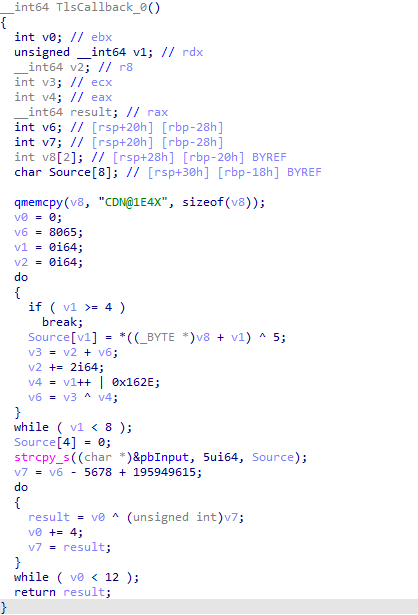 __int64 TlsCallback_0()
{
  int v0; // ebx
  unsigned __int64 v1; // rdx
  __int64 v2; // r8
  int v3; // ecx
  int v4; // eax
  __int64 result; // rax
  int v6; // [rsp+20h] [rbp-28h]
  int v7; // [rsp+20h] [rbp-28h]
  int v8[2]; // [rsp+28h] [rbp-20h] BYREF
  char Source[8]; // [rsp+30h] [rbp-18h] BYREF

  qmemcpy(v8, "CDN@1E4X", sizeof(v8));
  v0 = 0;
  v6 = 8065;
  v1 = 0i64;
  v2 = 0i64;
  do
  {
    if ( v1 >= 4 )
      break;
    Source[v1] = *((_BYTE *)v8 + v1) ^ 5;
    v3 = v2 + v6;
    v2 += 2i64;
    v4 = v1++ | 0x162E;
    v6 = v3 ^ v4;
  }
  while ( v1 < 8 );
  Source[4] = 0;
  strcpy_s((char *)&pbInput, 5ui64, Source);
  v7 = v6 - 5678 + 195949615;
  do
  {
    result = v0 ^ (unsigned int)v7;
    v0 += 4;
    v7 = result;
  }
  while ( v0 < 12 );
  return result;
}